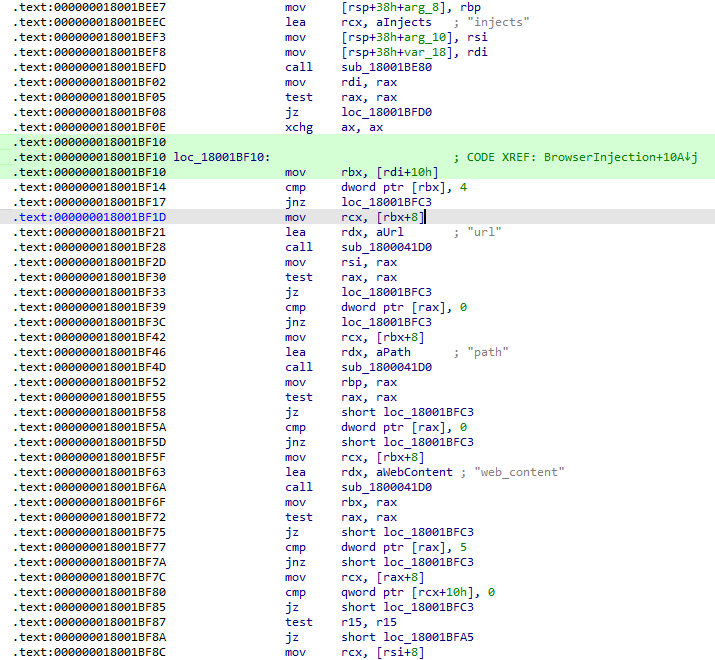 .text:000000018001BEE7 mov [rsp+38h+arg_8], rbp
.text:000000018001BEEC lea rcx, aInjects ; "injects"
.text:000000018001BEF3 mov [rsp+38h+arg_10], rsi
.text:000000018001BEF8 mov [rsp+38h+var_18], rdi
.text:000000018001BEFD call sub_18001BE80
.text:000000018001BF02 mov rdi, rax
.text:000000018001BF05 test rax, rax
.text:000000018001BF08 jz loc_18001BFD0
.text:000000018001BF0E xchg ax, ax
.text:000000018001BF10
.text:000000018001BF10 loc_18001BF10: ; CODE XREF: BrowserInjection+10A↓j
.text:000000018001BF10 mov rbx, [rdi+10h]
.text:000000018001BF14 cmp dword ptr [rbx], 4
.text:000000018001BF17 jnz loc_18001BFC3
.text:000000018001BF1D mov rcx, [rbx+8]
.text:000000018001BF21 lea rdx, aUrl ; "url"
.text:000000018001BF28 call sub_1800041D0
.text:000000018001BF2D mov rsi, rax
.text:000000018001BF30 test rax, rax
.text:000000018001BF33 jz loc_18001BFC3
.text:000000018001BF39 cmp dword ptr [rax], 0
.text:000000018001BF3C jnz loc_18001BFC3
.text:000000018001BF42 mov rcx, [rbx+8]
.text:000000018001BF46 lea rdx, aPath ; "path"
.text:000000018001BF4D call sub_1800041D0
.text:000000018001BF52 mov rbp, rax
.text:000000018001BF55 test rax, rax
.text:000000018001BF58 jz short loc_18001BFC3
.text:000000018001BF5A cmp dword ptr [rax], 0
.text:000000018001BF5D jnz short loc_18001BFC3
.text:000000018001BF5F mov rcx, [rbx+8]
.text:000000018001BF63 lea rdx, aWebContent ; "web_content"
.text:000000018001BF6A call sub_1800041D0
.text:000000018001BF6F mov rbx, rax
.text:000000018001BF72 test rax, rax
.text:000000018001BF75 jz short loc_18001BFC3
.text:000000018001BF77 cmp dword ptr [rax], 5
.text:000000018001BF7A jnz short loc_18001BFC3
.text:000000018001BF7C mov rcx, [rax+8]
.text:000000018001BF80 cmp qword ptr [rcx+10h], 0
.text:000000018001BF85 jz short loc_18001BFC3
.text:000000018001BF87 test r15, r15
.text:000000018001BF8A jz short loc_18001BFA5
.text:000000018001BF8C mov rcx, [rsi+8]